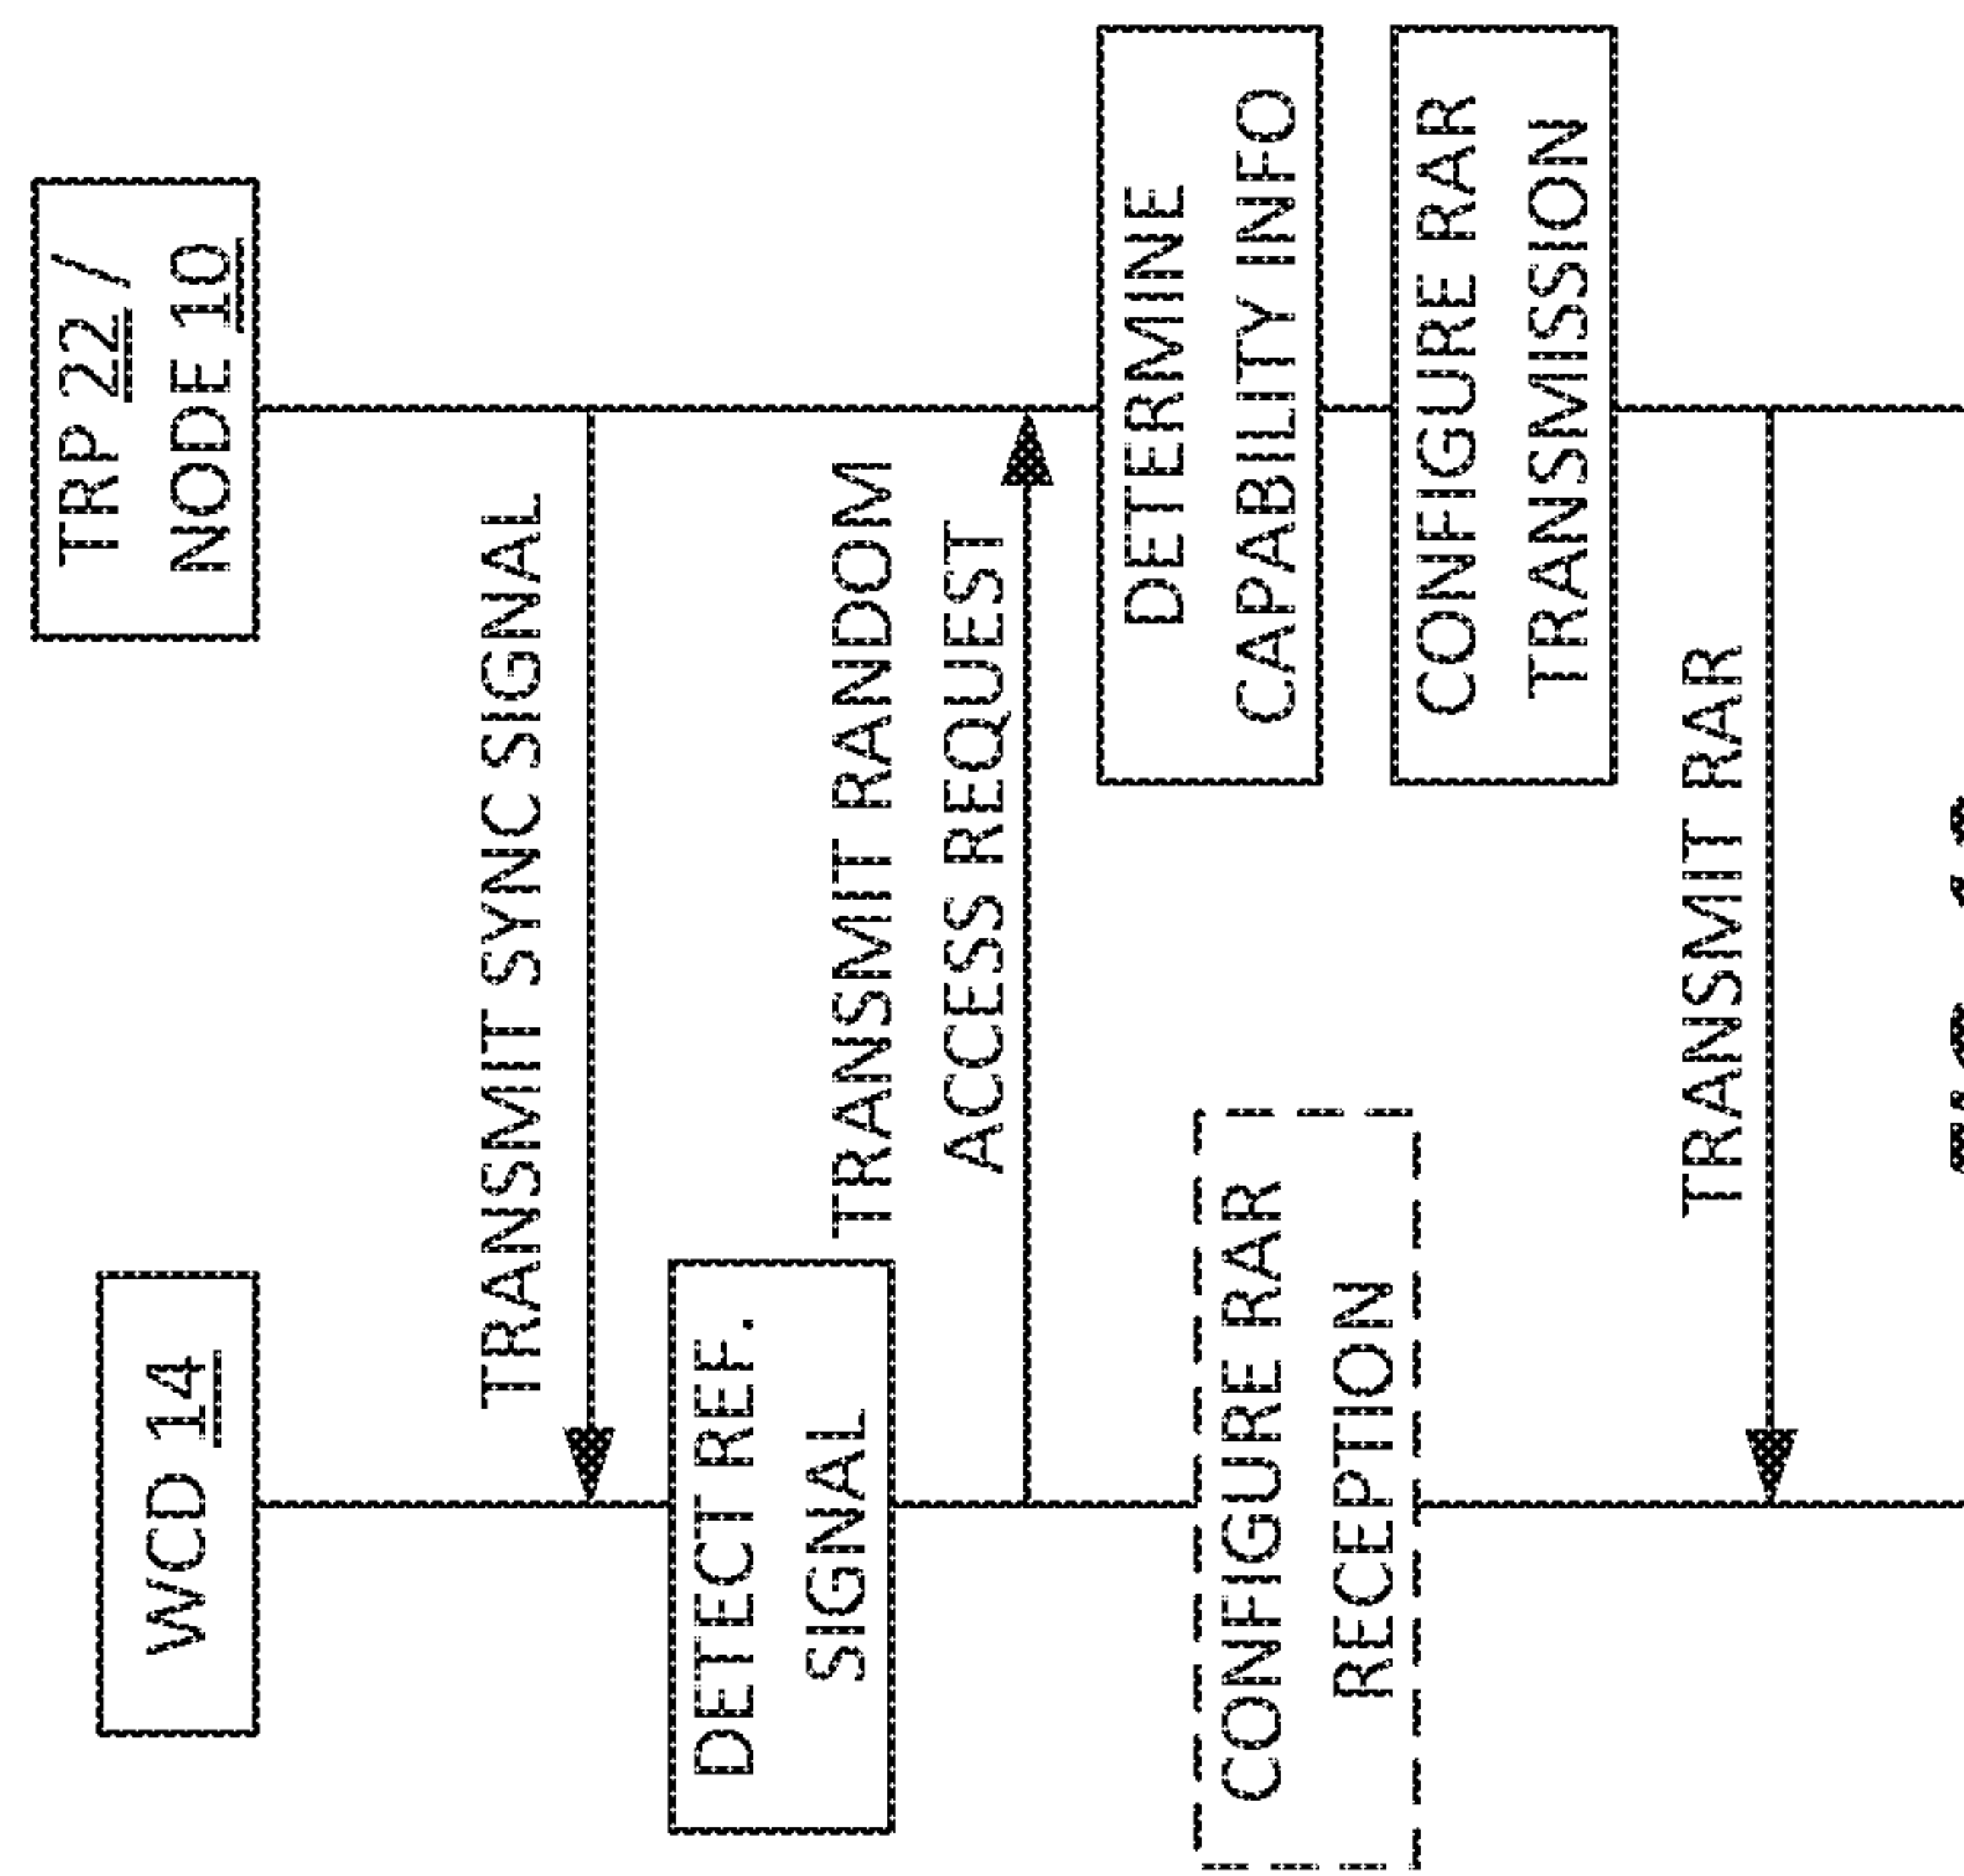 WCD 14
TRP 22 /
NODE 10
TRANSMIT SYNC SIGNAL
DETECT REF.
SIGNAL
TRANSMIT RANDOM
ACCESS REQUEST
DETERMINE
CAPABILITY INFO
CONFIGURE RAR
RECEPTION
CONFIGURE RAR
TRANSMISSION
TRANSMIT RAR